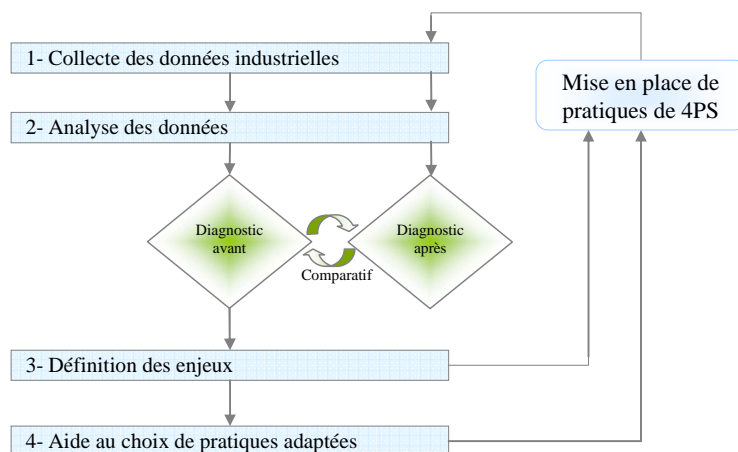 1- Collecte des données industrielles
Mise en place de
pratiques de 4PS
2- Analyse des données
Diagnostic
avant
Diagnostic
après
Comparatif
3- Définition des enjeux
4- Aide au choix de pratiques adaptées